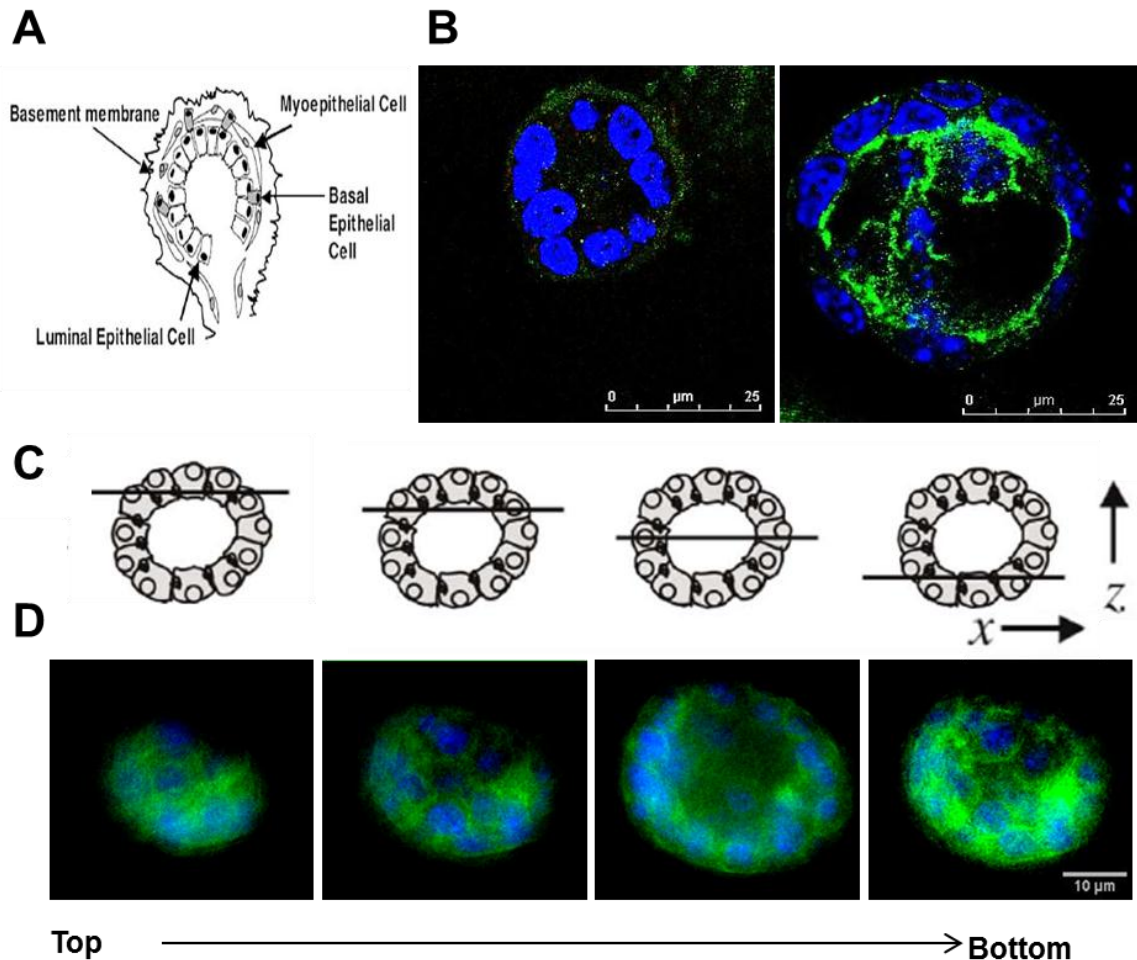 A
B
Basement membrane
Myoepithelial Cell
Basal
Epithelial
Cell
Luminal Epithelial Cell
0 µm 25
0 µm 25
C
z
x
D
10 µm
Top
Bottom